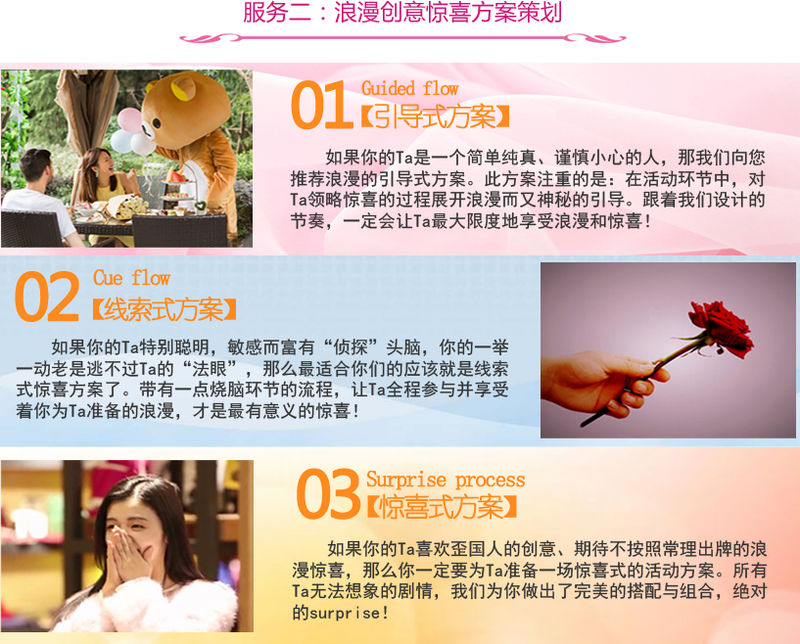 服务二：浪漫创意惊喜方案策划
01
Guided flow
【引导式方案】
如果你的Ta是一个简单纯真、谨慎小心的人，那我们向您
推荐浪漫的引导式方案。此方案注重的是：在活动环节中，对
Ta领略惊喜的过程展开浪漫而又神秘的引导。跟着我们设计的
节奏，一定会让Ta最大限度地享受浪漫和惊喜！
02
Cue flow
【线索式方案】
如果你的Ta特别聪明，敏感而富有“侦探”头脑，你的一举
一动老是逃不过Ta的“法眼”，那么最适合你们的应该就是线索
式惊喜方案了。带有一点烧脑环节的流程，让Ta全程参与并享受
着你为Ta准备的浪漫，才是最有意义的惊喜！
03
Surprise process
【惊喜式方案】
如果你的Ta喜欢歪国人的创意、期待不按照常理出牌的浪
漫惊喜，那么你一定要为Ta准备一场惊喜式的活动方案。所有
Ta无法想象的剧情，我们为你做出了完美的搭配与组合，绝对
的surprise！